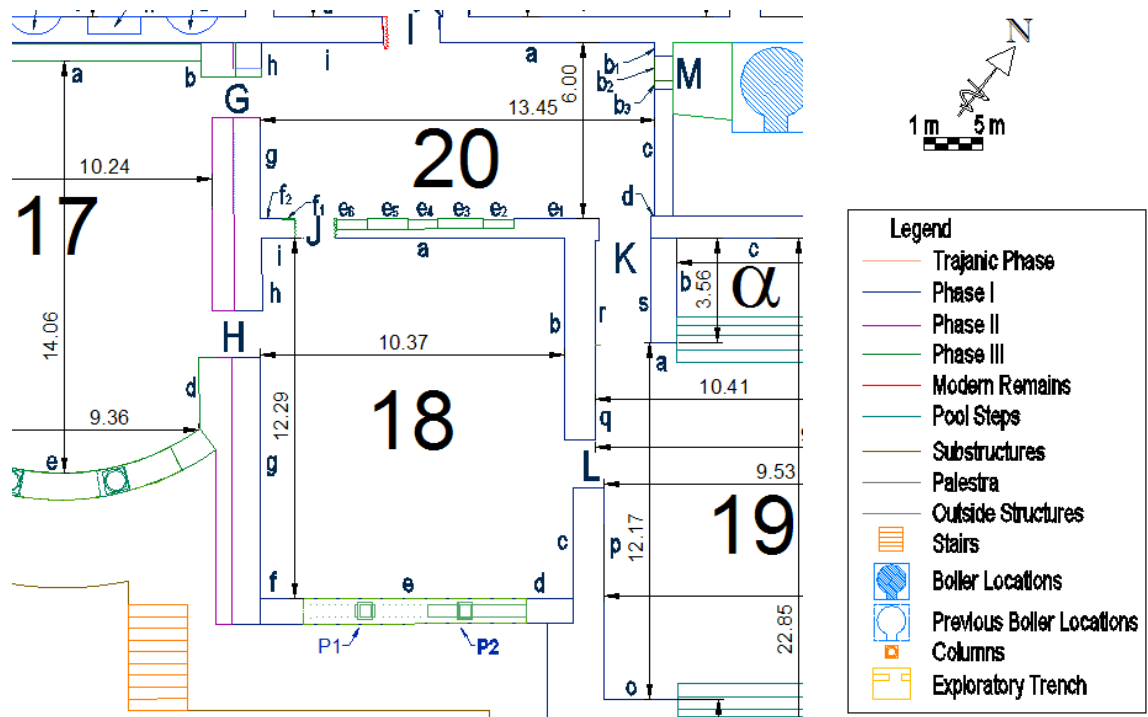 I
a
b
h
i
a
b₁
b₂
b₃
M
G
6.00
13.45
20
10.24
17
g
c
f₂
f₁
e₆
e₅
e₄
e₃
e₂
e₁
d
J
a
K
i
h
b
c
α
3.56
s
r
b
14.06
H
a
10.37
10.41
d
9.36
18
12.29
q
e
g
L
9.53
19
c
p
12.17
f
e
d
22.85
P1
P2
o
N
1 m 5 m
Legend
Trajanic Phase
Phase I
Phase II
Phase III
Modern Remains
Pool Steps
Substructures
Palestra
Outside Structures
Stairs
Boller Locations
Previous Boller Locations
Columns
Exploratory Trench